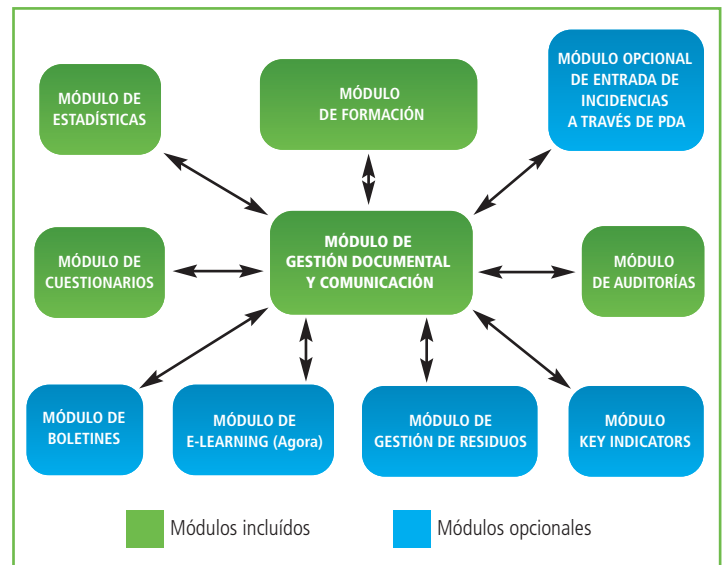 MÓDULO DE
ESTADÍSTICAS
MÓDULO
DE FORMACIÓN
MÓDULO OPCIONAL
DE ENTRADA DE
INCIDENCIAS
A TRAVÉS DE PDA
MÓDULO DE
CUESTIONARIOS
MÓDULO DE
GESTIÓN DOCUMENTAL
Y COMUNICACIÓN
MÓDULO
DE AUDITORÍAS
MÓDULO DE
BOLETINES
MÓDULO DE
E-LEARNING (Agora)
MÓDULO DE
GESTIÓN DE RESIDUOS
MÓDULO
KEY INDICATORS
Módulos incluídos
Módulos opcionales